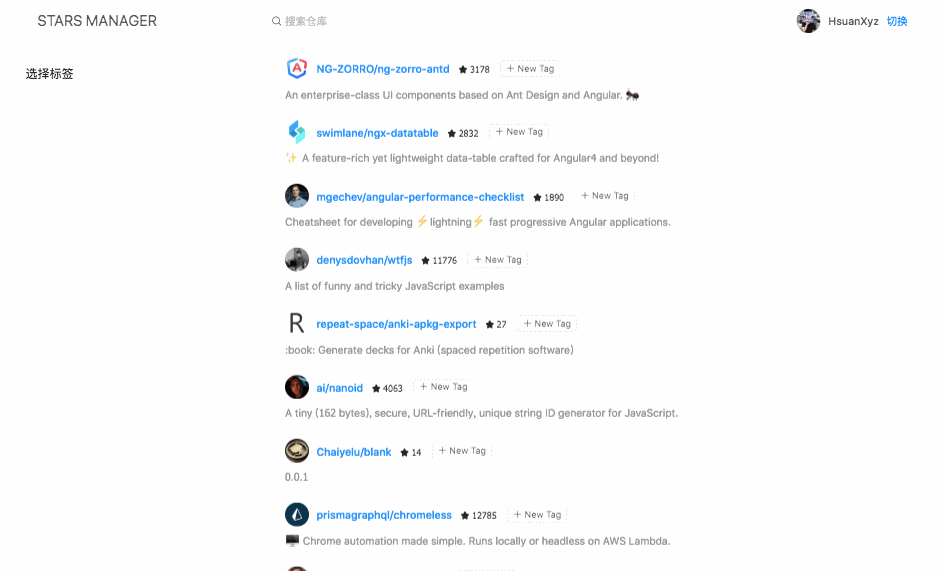 STARS MANAGER
搜索仓库
HsuanXyz 切换
选择标签
NG-ZORRO/ng-zorro-antd ★ 3178 + New Tag
An enterprise-class UI components based on Ant Design and Angular. 🐜
swimlane/ngx-datatable ★ 2832 + New Tag
✨ A feature-rich yet lightweight data-table crafted for Angular4 and beyond!
mgechev/angular-performance-checklist ★ 1890 + New Tag
Cheatsheet for developing ⚡lightning⚡ fast progressive Angular applications.
denysdovhan/wtfjs ★ 11776 + New Tag
A list of funny and tricky JavaScript examples
R repeat-space/anki-apkg-export ★ 27 + New Tag
:book: Generate decks for Anki (spaced repetition software)
ai/nanoid ★ 4063 + New Tag
A tiny (162 bytes), secure, URL-friendly, unique string ID generator for JavaScript.
Chaiyelu/blank ★ 14 + New Tag
0.0.1
prismagraphql/chromeless ★ 12785 + New Tag
🖥 Chrome automation made simple. Runs locally or headless on AWS Lambda.